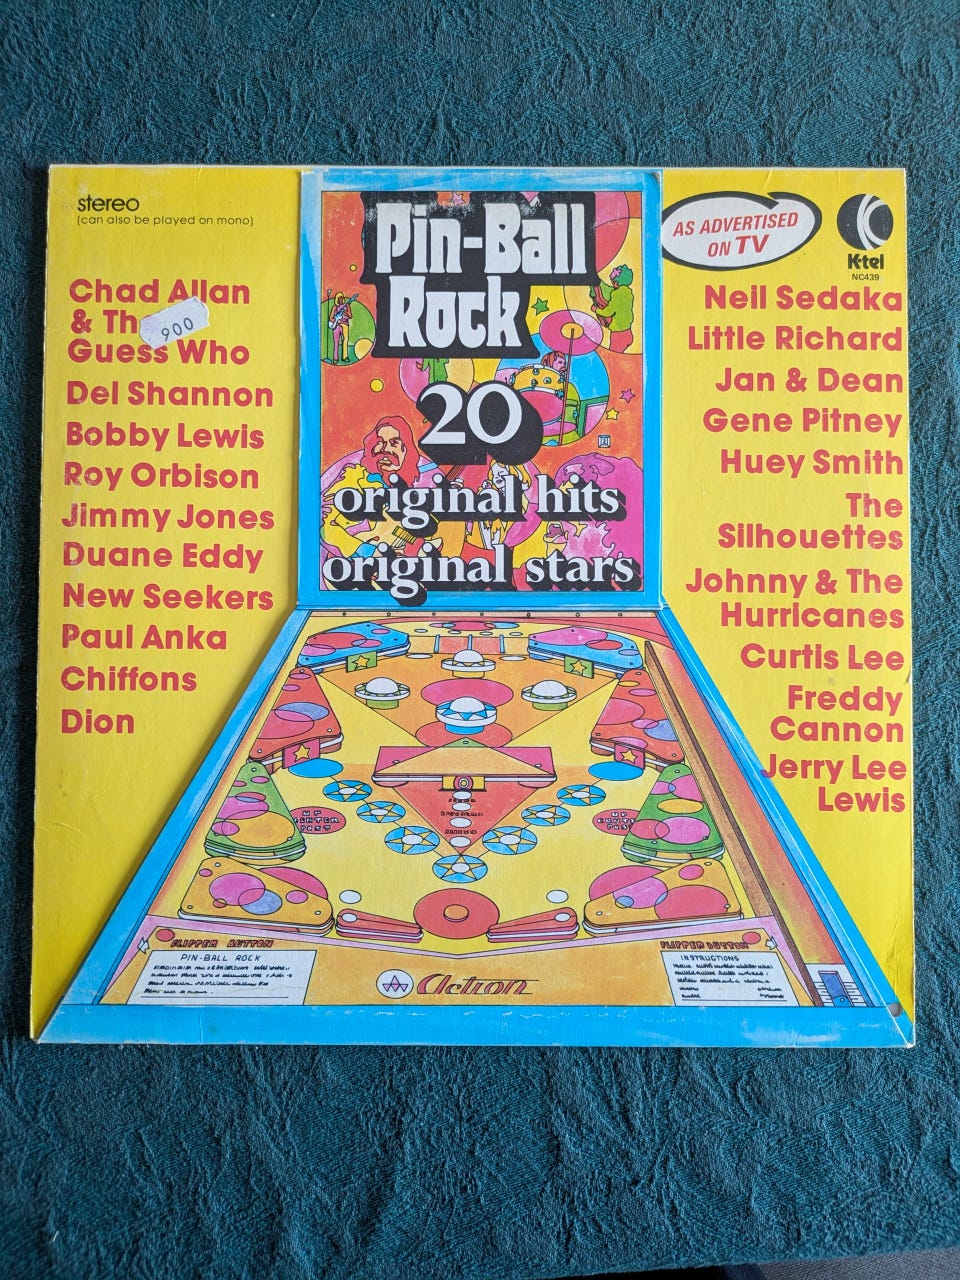 stereo
(can also be played on mono)
Chad Allan
& Th
Guess Who
Del Shannon
Bobby Lewis
Roy Orbison
Jimmy Jones
Duane Eddy
New Seekers
Paul Anka
Chiffons
Dion
900
Pin-Ball
Rock
20
original hits
original stars
AS ADVERTISED
ON TV
K-tel
NC439
Neil Sedaka
Little Richard
Jan & Dean
Gene Pitney
Huey Smith
The
Silhouettes
Johnny & The
Hurricanes
Curtis Lee
Freddy
Cannon
Jerry Lee
Lewis
FLIPPER BUTTON
PIN-BALL ROCK
Action
FLIPPER BUTTON
INSTRUCTIONS